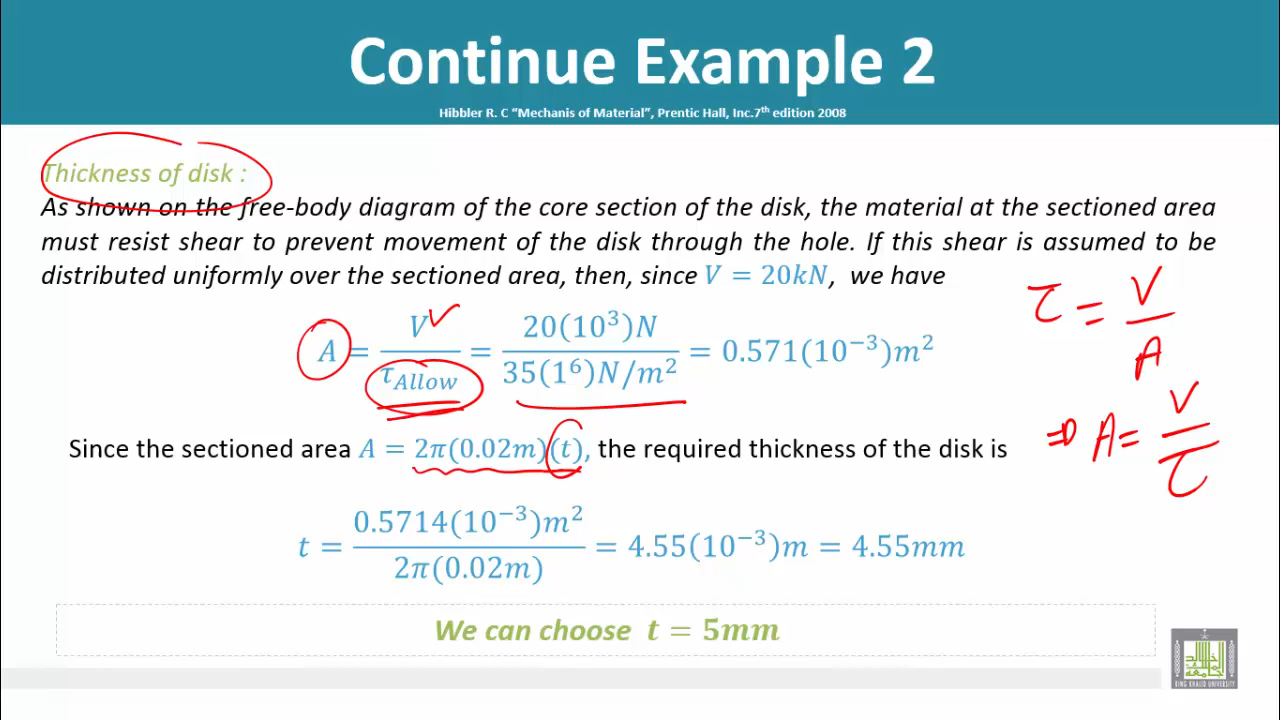 Continue Example 2
Hibbler R. C “Mechanis of Material”, Prentic Hall, Inc.7th edition 2008
Thickness of disk :
As shown on the free-body diagram of the core section of the disk, the material at the sectioned area
must resist shear to prevent movement of the disk through the hole. If this shear is assumed to be
distributed uniformly over the sectioned area, then, since V = 20kN, we have
A = V / τ_Allow = 20(10³)N / 35(1⁶)N/m² = 0.571(10⁻³)m²
τ = V / A
⇒ A = V / τ
Since the sectioned area A = 2π(0.02m)(t), the required thickness of the disk is
t = 0.5714(10⁻³)m² / 2π(0.02m) = 4.55(10⁻³)m = 4.55mm
We can choose t = 5mm
KING KHALID UNIVERSITY